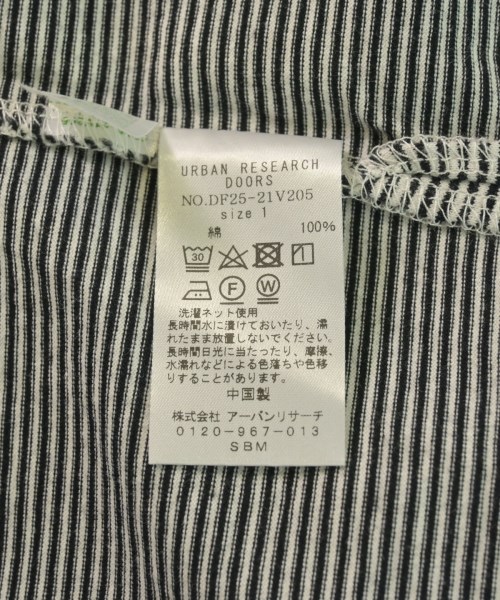 URBAN RESEARCH
DOORS
NO.DF25-21V205
size 1
綿 100%
30
F W
洗濯ネット使用
長時間水に漬けておいたり、濡
れたまま放置しないでください。
長時間日光に当たったり、摩擦、
水濡れなどによる色落ちや色移
りすることがあります。
中国製
株式会社 アーバンリサーチ
0120-967-013
SBM